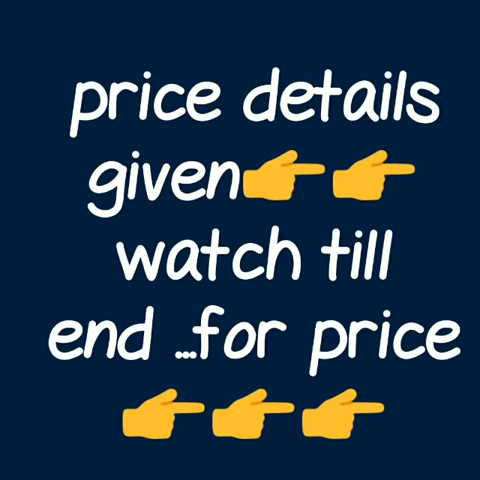 price details
given👉👉
watch till
end ...for price
👉👉👉